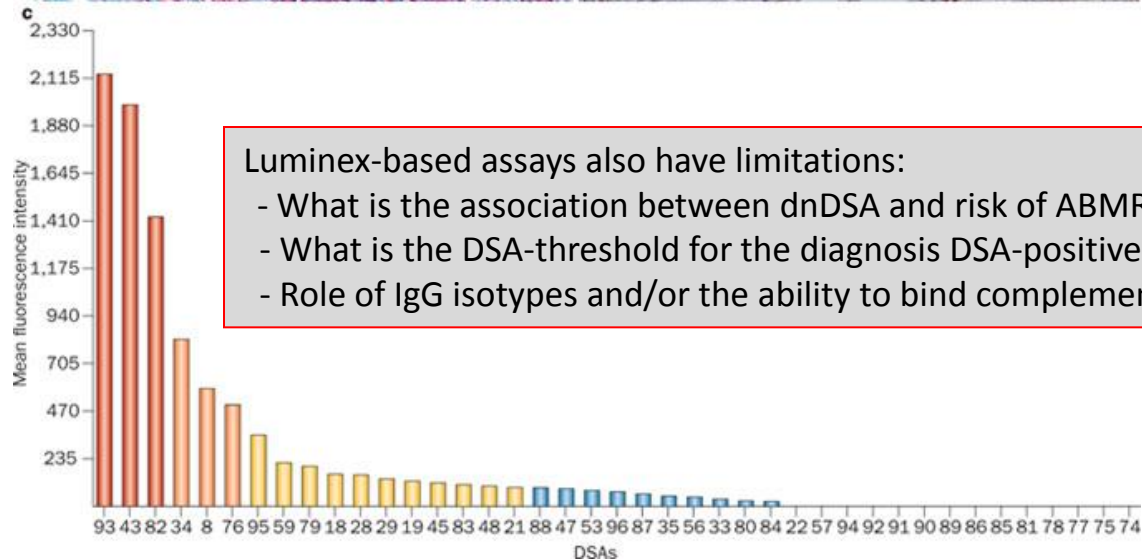 c
2,330
2,115
1,880
1,645
1,410
1,175
940
705
470
235
Mean fluorescence intensity
Luminex-based assays also have limitations:
- What is the association between dnDSA and risk of ABMR
- What is the DSA-threshold for the diagnosis DSA-positive
- Role of IgG isotypes and/or the ability to bind complemen
93 43 82 34 8 76 95 59 79 18 28 29 19 45 83 48 21 88 47 53 96 87 35 56 33 80 84 22 57 94 92 91 90 89 86 85 81 78 77 75 74
DSAs